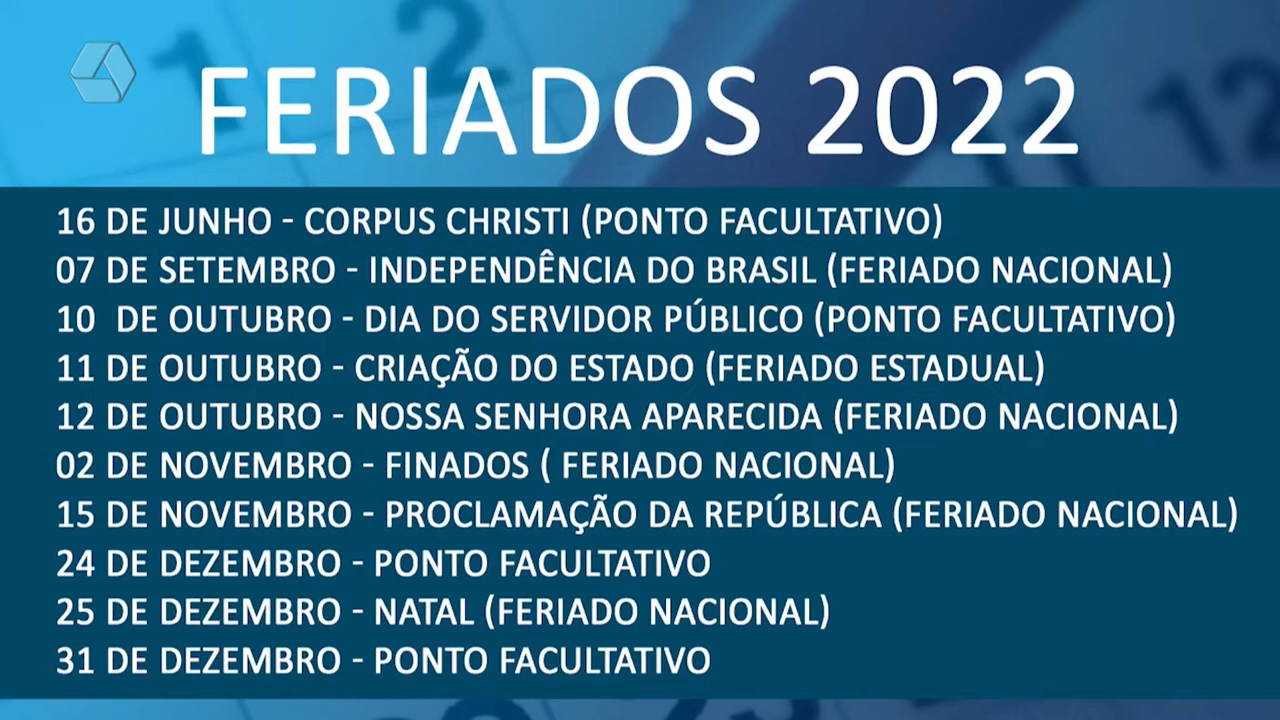 FERIADOS 2022
16 DE JUNHO - CORPUS CHRISTI (PONTO FACULTATIVO)
07 DE SETEMBRO - INDEPENDÊNCIA DO BRASIL (FERIADO NACIONAL)
10  DE OUTUBRO - DIA DO SERVIDOR PÚBLICO (PONTO FACULTATIVO)
11 DE OUTUBRO - CRIAÇÃO DO ESTADO (FERIADO ESTADUAL)
12 DE OUTUBRO - NOSSA SENHORA APARECIDA (FERIADO NACIONAL)
02 DE NOVEMBRO - FINADOS ( FERIADO NACIONAL)
15 DE NOVEMBRO - PROCLAMAÇÃO DA REPÚBLICA (FERIADO NACIONAL)
24 DE DEZEMBRO - PONTO FACULTATIVO
25 DE DEZEMBRO - NATAL (FERIADO NACIONAL)
31 DE DEZEMBRO - PONTO FACULTATIVO